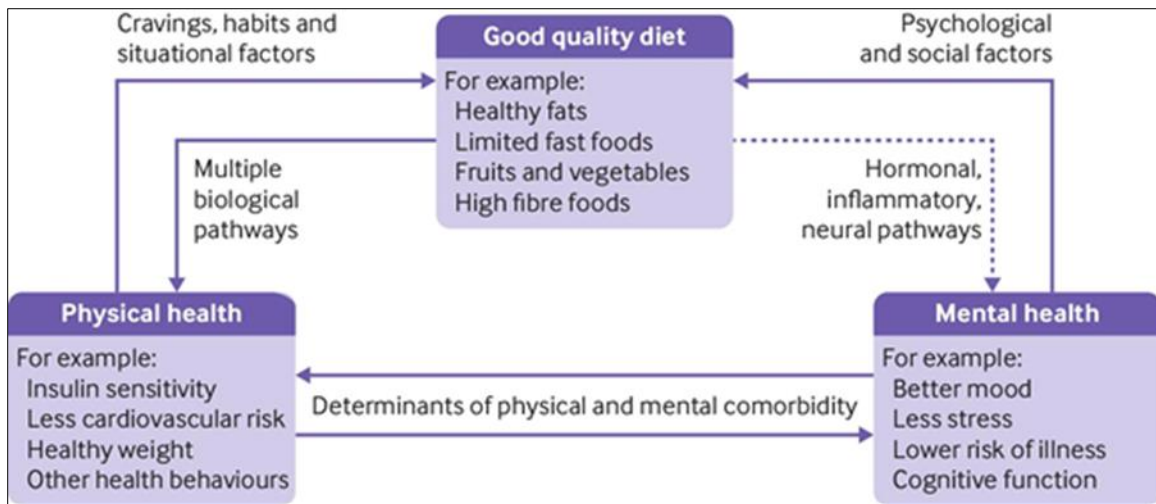 Cravings, habits and
situational factors
Good quality diet
For example:
Healthy fats
Limited fast foods
Fruits and vegetables
High fibre foods
Psychological
and social factors
Multiple
biological
pathways
Hormonal,
inflammatory,
neural pathways
Physical health
For example:
Insulin sensitivity
Less cardiovascular risk
Healthy weight
Other health behaviours
Determinants of physical and mental comorbidity
Mental health
For example:
Better mood
Less stress
Lower risk of illness
Cognitive function